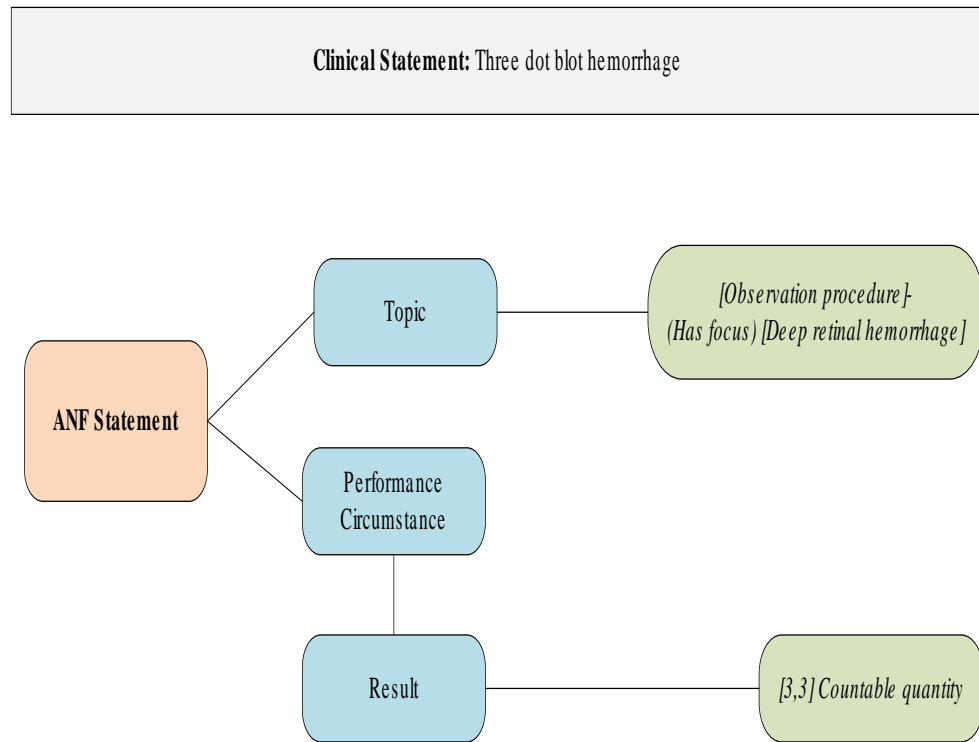 Clinical Statement: Three dot blot hemorrhage
Topic
[Observation procedure]-
(Has focus) [Deep retinal hemorrhage]
ANF Statement
Performance
Circumstance
Result
[3,3] Countable quantity